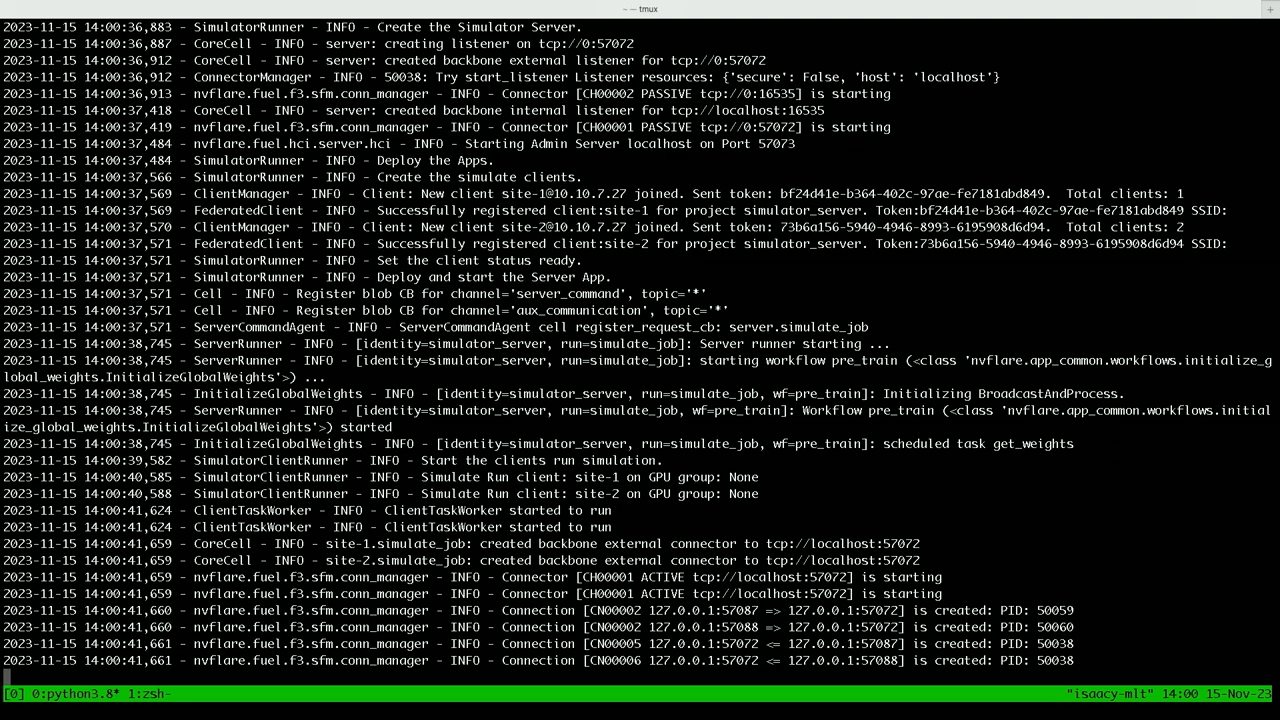 ~ — tmux
+
2023-11-15 14:00:36,883 - SimulatorRunner - INFO - Create the Simulator Server.
2023-11-15 14:00:36,887 - CoreCell - INFO - server: creating listener on tcp://0:57072
2023-11-15 14:00:36,912 - CoreCell - INFO - server: created backbone external listener for tcp://0:57072
2023-11-15 14:00:36,912 - ConnectorManager - INFO - 50038: Try start_listener Listener resources: {'secure': False, 'host': 'localhost'}
2023-11-15 14:00:36,913 - nvflare.fuel.f3.sfm.conn_manager - INFO - Connector [CH00002 PASSIVE tcp://0:16535] is starting
2023-11-15 14:00:37,418 - CoreCell - INFO - server: created backbone internal listener for tcp://localhost:16535
2023-11-15 14:00:37,419 - nvflare.fuel.f3.sfm.conn_manager - INFO - Connector [CH00001 PASSIVE tcp://0:57072] is starting
2023-11-15 14:00:37,484 - nvflare.fuel.hci.server.hci - INFO - Starting Admin Server localhost on Port 57073
2023-11-15 14:00:37,484 - SimulatorRunner - INFO - Deploy the Apps.
2023-11-15 14:00:37,566 - SimulatorRunner - INFO - Create the simulate clients.
2023-11-15 14:00:37,569 - ClientManager - INFO - Client: New client site-1@10.10.7.27 joined. Sent token: bf24d41e-b364-402c-97ae-fe7181abd849.  Total clients: 1
2023-11-15 14:00:37,569 - FederatedClient - INFO - Successfully registered client:site-1 for project simulator_server. Token:bf24d41e-b364-402c-97ae-fe7181abd849 SSID:
2023-11-15 14:00:37,570 - ClientManager - INFO - Client: New client site-2@10.10.7.27 joined. Sent token: 73b6a156-5940-4946-8993-6195908d6d94.  Total clients: 2
2023-11-15 14:00:37,571 - FederatedClient - INFO - Successfully registered client:site-2 for project simulator_server. Token:73b6a156-5940-4946-8993-6195908d6d94 SSID:
2023-11-15 14:00:37,571 - SimulatorRunner - INFO - Set the client status ready.
2023-11-15 14:00:37,571 - SimulatorRunner - INFO - Deploy and start the Server App.
2023-11-15 14:00:37,571 - Cell - INFO - Register blob CB for channel='server_command', topic='*'
2023-11-15 14:00:37,571 - Cell - INFO - Register blob CB for channel='aux_communication', topic='*'
2023-11-15 14:00:37,571 - ServerCommandAgent - INFO - ServerCommandAgent cell register_request_cb: server.simulate_job
2023-11-15 14:00:38,745 - ServerRunner - INFO - [identity=simulator_server, run=simulate_job]: Server runner starting ...
2023-11-15 14:00:38,745 - ServerRunner - INFO - [identity=simulator_server, run=simulate_job]: starting workflow pre_train (<class 'nvflare.app_common.workflows.initialize_g
lobal_weights.InitializeGlobalWeights'>) ...
2023-11-15 14:00:38,745 - InitializeGlobalWeights - INFO - [identity=simulator_server, run=simulate_job, wf=pre_train]: Initializing BroadcastAndProcess.
2023-11-15 14:00:38,745 - ServerRunner - INFO - [identity=simulator_server, run=simulate_job, wf=pre_train]: Workflow pre_train (<class 'nvflare.app_common.workflows.initial
ize_global_weights.InitializeGlobalWeights'>) started
2023-11-15 14:00:38,745 - InitializeGlobalWeights - INFO - [identity=simulator_server, run=simulate_job, wf=pre_train]: scheduled task get_weights
2023-11-15 14:00:39,582 - SimulatorClientRunner - INFO - Start the clients run simulation.
2023-11-15 14:00:40,585 - SimulatorClientRunner - INFO - Simulate Run client: site-1 on GPU group: None
2023-11-15 14:00:40,588 - SimulatorClientRunner - INFO - Simulate Run client: site-2 on GPU group: None
2023-11-15 14:00:41,624 - ClientTaskWorker - INFO - ClientTaskWorker started to run
2023-11-15 14:00:41,624 - ClientTaskWorker - INFO - ClientTaskWorker started to run
2023-11-15 14:00:41,659 - CoreCell - INFO - site-1.simulate_job: created backbone external connector to tcp://localhost:57072
2023-11-15 14:00:41,659 - CoreCell - INFO - site-2.simulate_job: created backbone external connector to tcp://localhost:57072
2023-11-15 14:00:41,659 - nvflare.fuel.f3.sfm.conn_manager - INFO - Connector [CH00001 ACTIVE tcp://localhost:57072] is starting
2023-11-15 14:00:41,659 - nvflare.fuel.f3.sfm.conn_manager - INFO - Connector [CH00001 ACTIVE tcp://localhost:57072] is starting
2023-11-15 14:00:41,660 - nvflare.fuel.f3.sfm.conn_manager - INFO - Connection [CN00002 127.0.0.1:57087 => 127.0.0.1:57072] is created: PID: 50059
2023-11-15 14:00:41,660 - nvflare.fuel.f3.sfm.conn_manager - INFO - Connection [CN00002 127.0.0.1:57088 => 127.0.0.1:57072] is created: PID: 50060
2023-11-15 14:00:41,661 - nvflare.fuel.f3.sfm.conn_manager - INFO - Connection [CN00005 127.0.0.1:57072 <= 127.0.0.1:57087] is created: PID: 50038
2023-11-15 14:00:41,661 - nvflare.fuel.f3.sfm.conn_manager - INFO - Connection [CN00006 127.0.0.1:57072 <= 127.0.0.1:57088] is created: PID: 50038
[0] 0:python3.8* 1:zsh- "isaacy-mlt" 14:00 15-Nov-23